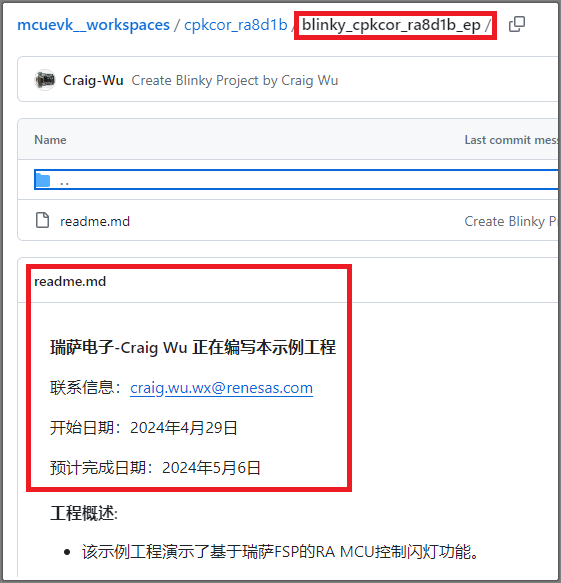 mcuevk__workspaces / cpkcor_ra8d1b / blinky_cpkcor_ra8d1b_ep /
Craig-Wu Create Blinky Project by Craig Wu
Name Last commit mes
..
readme.md Create Blinky P
readme.md
瑞萨电子-Craig Wu 正在编写本示例工程
联系信息：craig.wu.wx@renesas.com
开始日期：2024年4月29日
预计完成日期：2024年5月6日
工程概述:
• 该示例工程演示了基于瑞萨FSP的RA MCU控制闪灯功能。